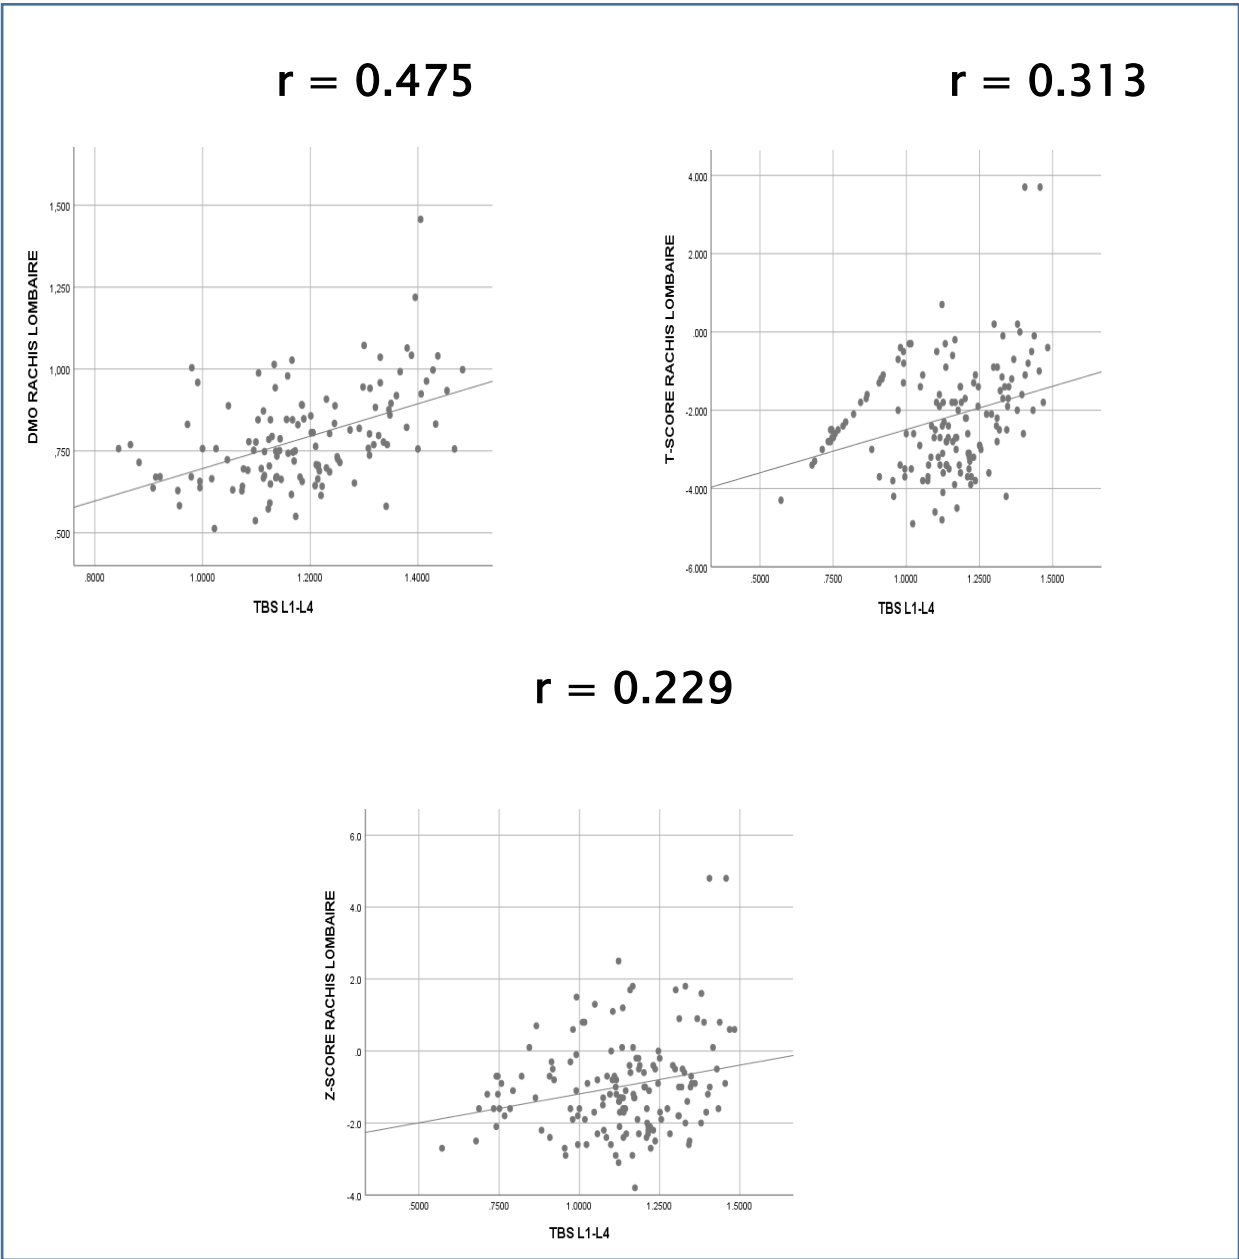 r = 0.475
r = 0.313
DMO RACHIS LOMBAIRE
1,500
1,250
1,000
,750
,500
.8000 1.0000 1.2000 1.4000
TBS L1-L4
T-SCORE RACHIS LOMBAIRE
4.000
2.000
.000
-2.000
-4.000
-6.000
.5000 .7500 1.0000 1.2500 1.5000
TBS L1-L4
r = 0.229
Z-SCORE RACHIS LOMBAIRE
6.0
4.0
2.0
.0
-2.0
-4.0
.5000 .7500 1.0000 1.2500 1.5000
TBS L1-L4